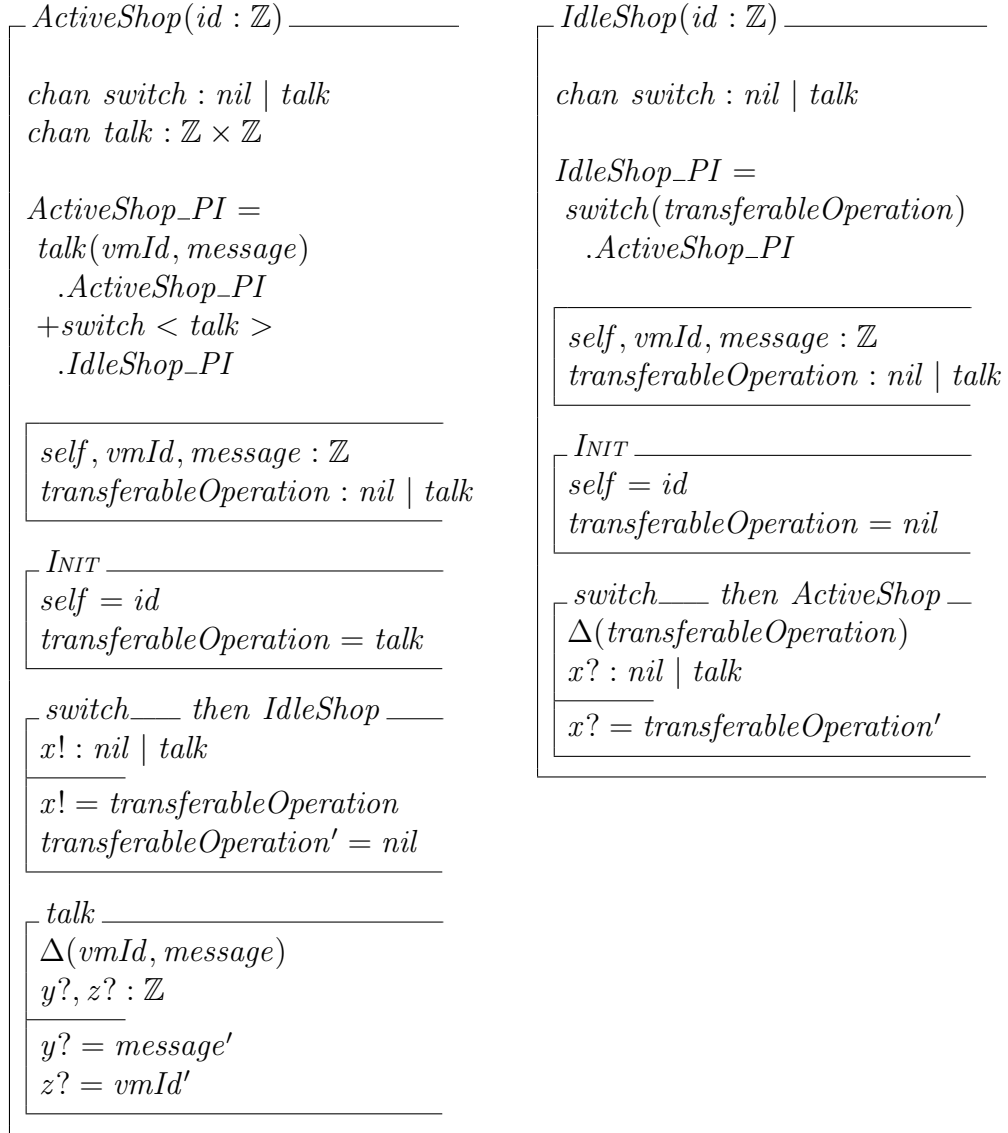 ActiveShop(id : ℤ)
chan switch : nil | talk
chan talk : ℤ × ℤ
ActiveShop_PI =
talk(vmId, message)
.ActiveShop_PI
+switch < talk >
.IdleShop_PI
self, vmId, message : ℤ
transferableOperation : nil | talk
INIT
self = id
transferableOperation = talk
switch___ then IdleShop
x! : nil | talk
x! = transferableOperation
transferableOperation′ = nil
talk
Δ(vmId, message)
y?, z? : ℤ
y? = message′
z? = vmId′
IdleShop(id : ℤ)
chan switch : nil | talk
IdleShop_PI =
switch(transferableOperation)
.ActiveShop_PI
self, vmId, message : ℤ
transferableOperation : nil | talk
INIT
self = id
transferableOperation = nil
switch___ then ActiveShop
Δ(transferableOperation)
x? : nil | talk
x? = transferableOperation′